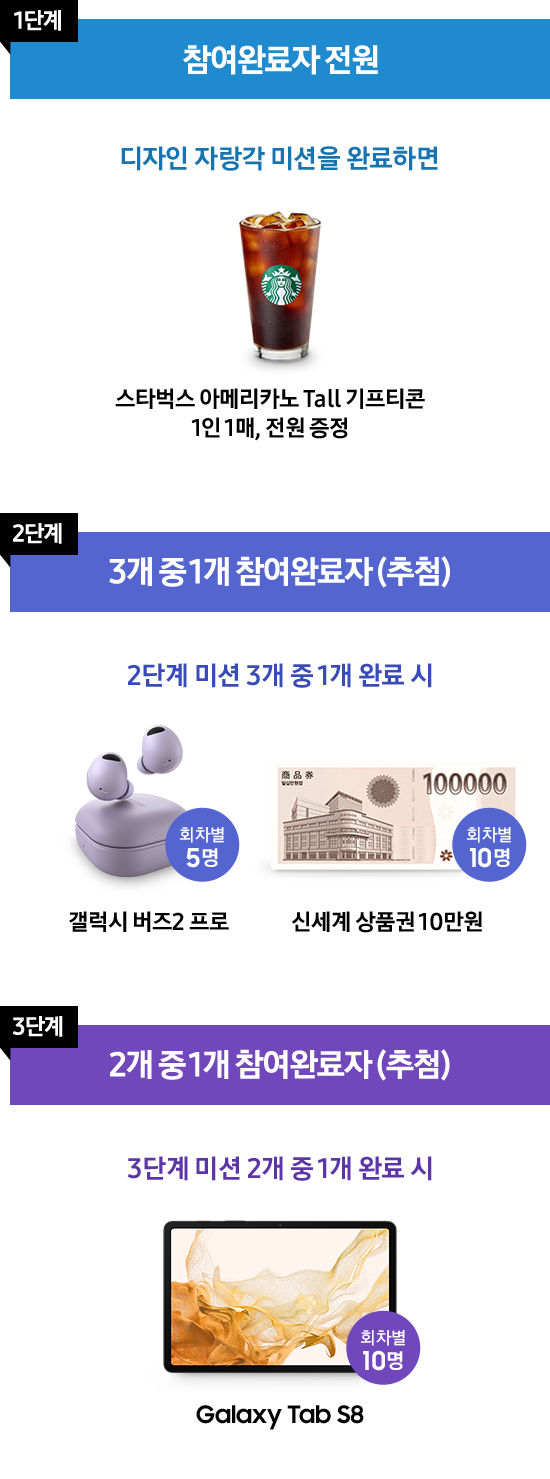 1단계
참여완료자 전원
디자인 자랑각 미션을 완료하면
스타벅스 아메리카노 Tall 기프티콘
1인 1매, 전원 증정
2단계
3개 중 1개 참여완료자 (추첨)
2단계 미션 3개 중 1개 완료 시
회차별
5명
商品券
일십만원정
100000
회차별
10명
갤럭시 버즈2 프로
신세계 상품권 10만원
3단계
2개 중 1개 참여완료자 (추첨)
3단계 미션 2개 중 1개 완료 시
회차별
10명
Galaxy Tab S8